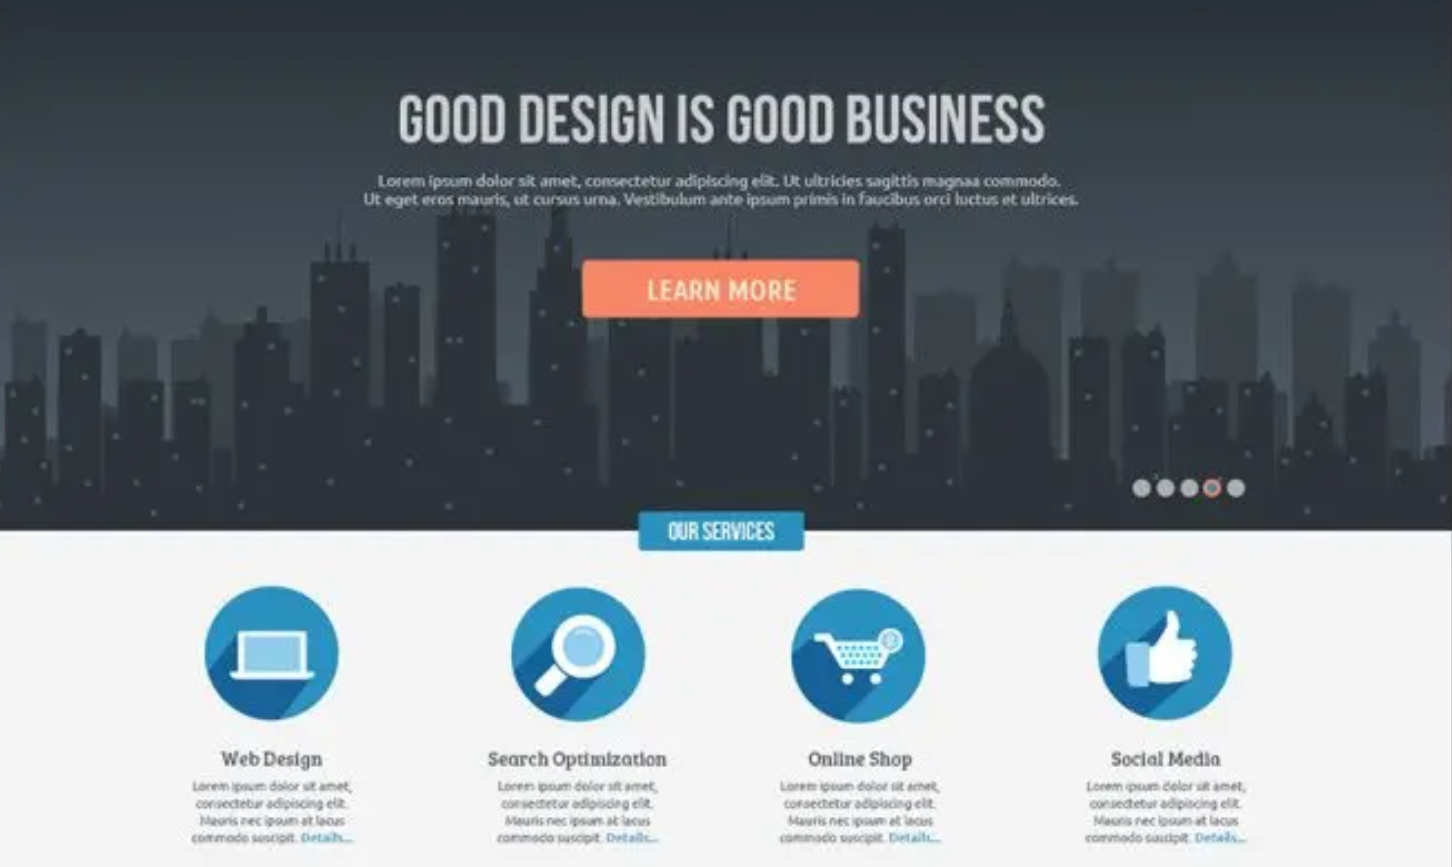 GOOD DESIGN IS GOOD BUSINESS
Lorem ipsum dolor sit amet, consectetur adipiscing elit. Ut ultricies sagittis magnaa commodo.
Ut eget eros mauris, ut cursus urna. Vestibulum ante ipsum primis in faucibus orci luctus et ultrices.
LEARN MORE
OUR SERVICES
Web Design
Lorem ipsum dolor sit amet,
consectetur adipiscing elit.
Mauris nec ipsum at lacus
commodo suscipit. Details...
Search Optimization
Lorem ipsum dolor sit amet,
consectetur adipiscing elit.
Mauris nec ipsum at lacus
commodo suscipit. Details...
Online Shop
Lorem ipsum dolor sit amet,
consectetur adipiscing elit.
Mauris nec ipsum at lacus
commodo suscipit. Details...
Social Media
Lorem ipsum dolor sit amet,
consectetur adipiscing elit.
Mauris nec ipsum at lacus
commodo suscipit. Details...